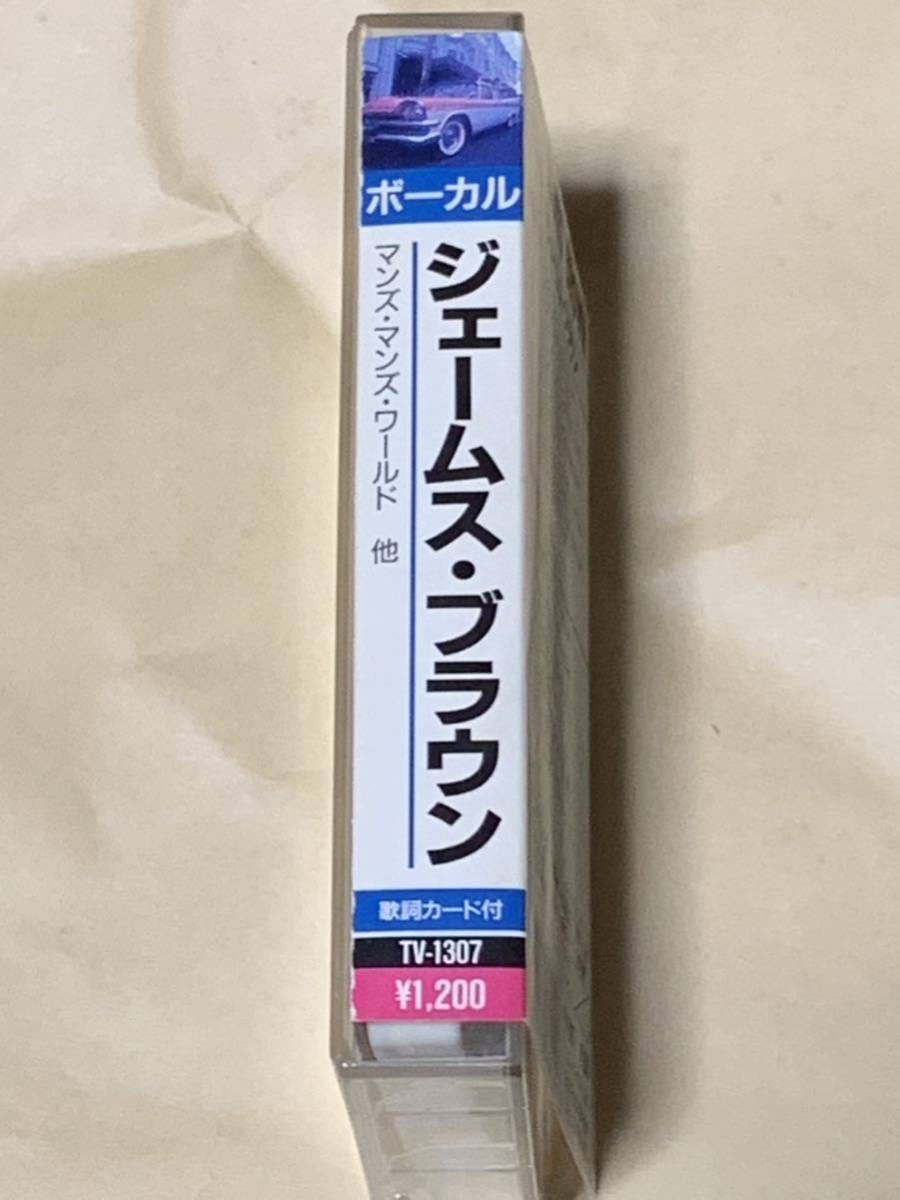 ボーカル
ジェームス・ブラウン
マンズ・マンズ・ワールド 他
歌詞カード付
TV-1307
¥1,200